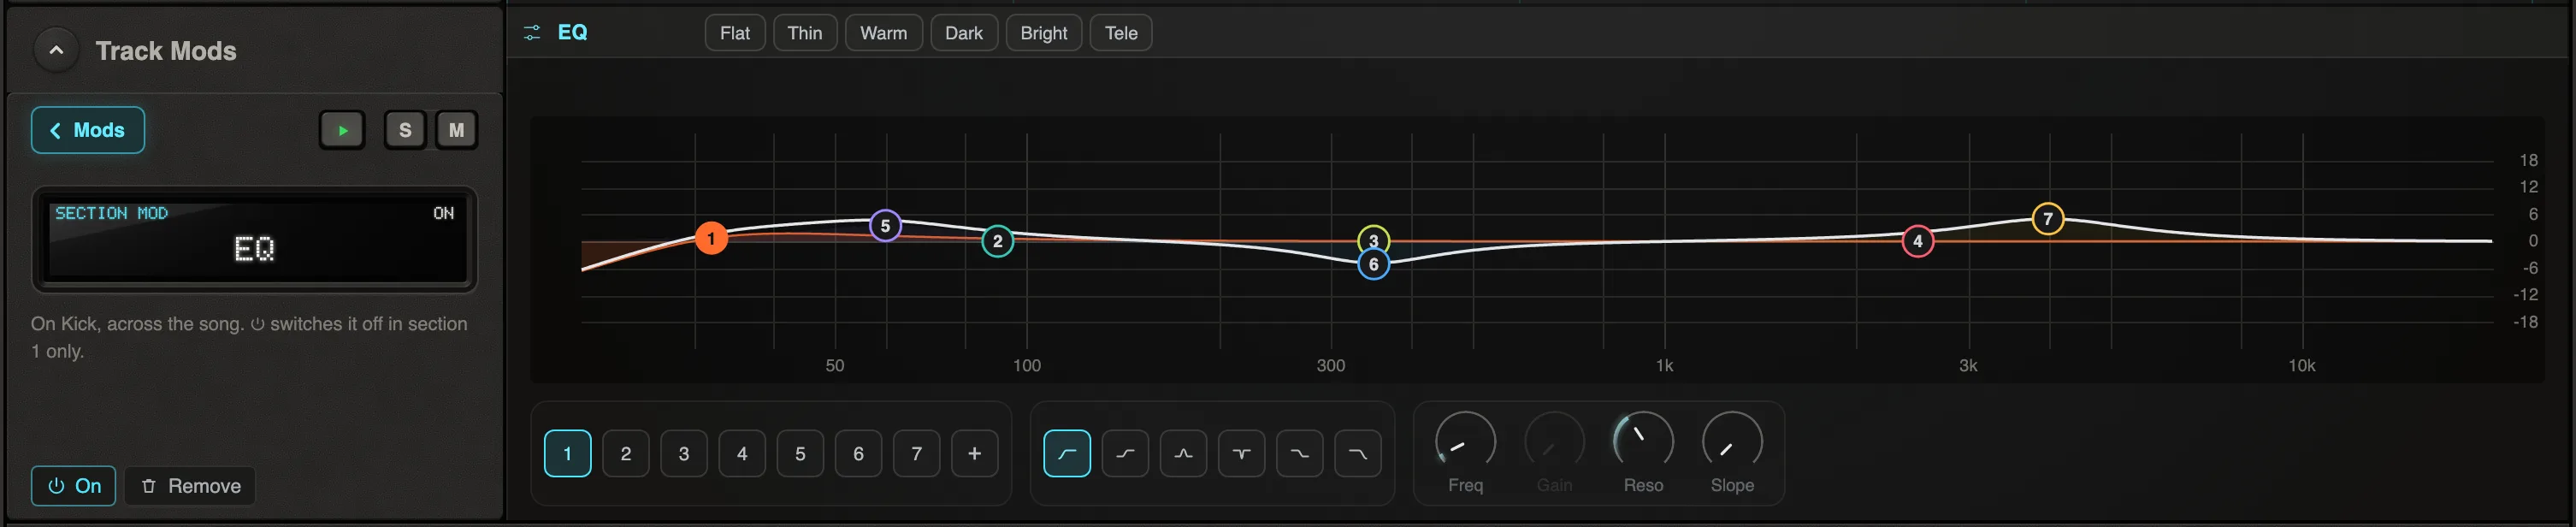 Track Mods
EQ
Flat
Thin
Warm
Dark
Bright
Tele
Mods
S
M
SECTION MOD
ON
EQ
On Kick, across the song. switches it off in section
1 only.
On
Remove
18
12
6
0
-6
-12
-18
1
5
2
3
6
4
7
50
100
300
1k
3k
10k
1
2
3
4
5
6
7
+
Freq
Gain
Reso
Slope